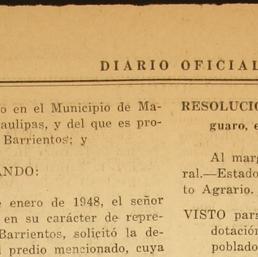 DIARIO OFICIAL
o en el Municipio de Ma-
aulipas, y del que es pro-
Barrientos; y
ANDO:
enero de 1948, el señor
en su carácter de repre-
Barrientos, solicitó la de-
l predio mencionado, cuya
RESOLUCIO
guaro, e
Al marg
ral.—Estado
to Agrario.
VISTO par
dotación
poblado